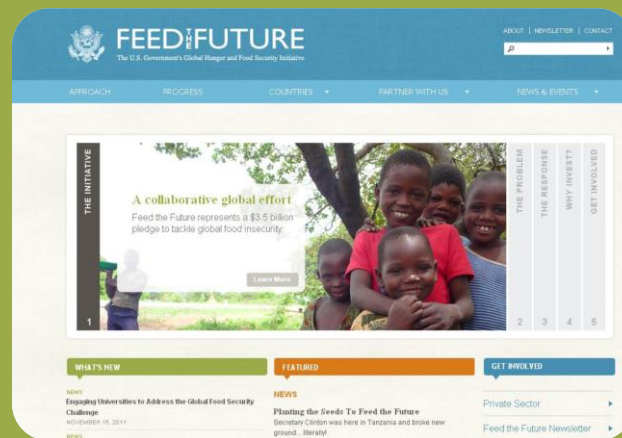 FEED THE FUTURE
The U.S. Government's Global Hunger and Food Security Initiative
ABOUT | NEWSLETTER | CONTACT
APPROACH PROGRESS COUNTRIES PARTNER WITH US NEWS & EVENTS
THE INITIATIVE
1
A collaborative global effort
Feed the Future represents a $3.5 billion
pledge to tackle global food insecurity.
Learn More
THE PROBLEM
2
THE RESPONSE
3
WHY INVEST?
4
GET INVOLVED
5
WHAT'S NEW
NEWS
Engaging Universities to Address the Global Food Security
Challenge
NOVEMBER 15, 2011
NEWS
FEATURED
NEWS
Planting the Seeds To Feed the Future
Secretary Clinton was here in Tanzania and broke new
ground... literally!
GET INVOLVED
Private Sector
Feed the Future Newsletter